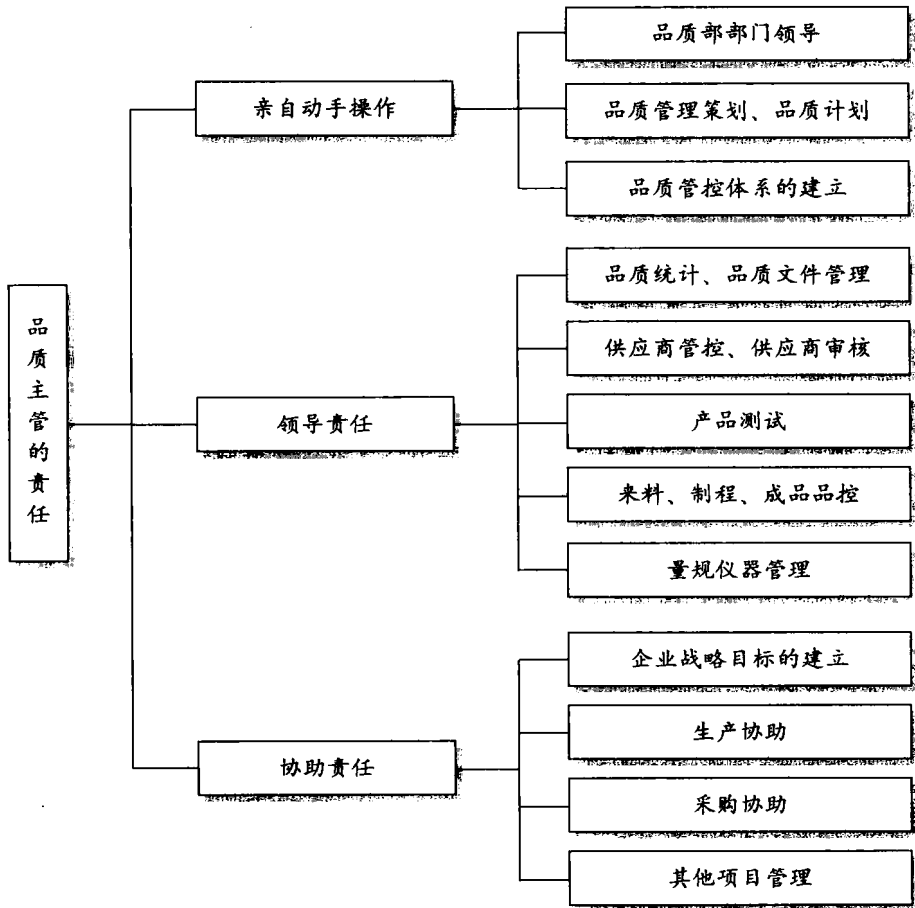 品质主管的责任
亲自动手操作
品质部部门领导
品质管理策划、品质计划
品质管控体系的建立
领导责任
品质统计、品质文件管理
供应商管控、供应商审核
产品测试
来料、制程、成品品控
量规仪器管理
协助责任
企业战略目标的建立
生产协助
采购协助
其他项目管理